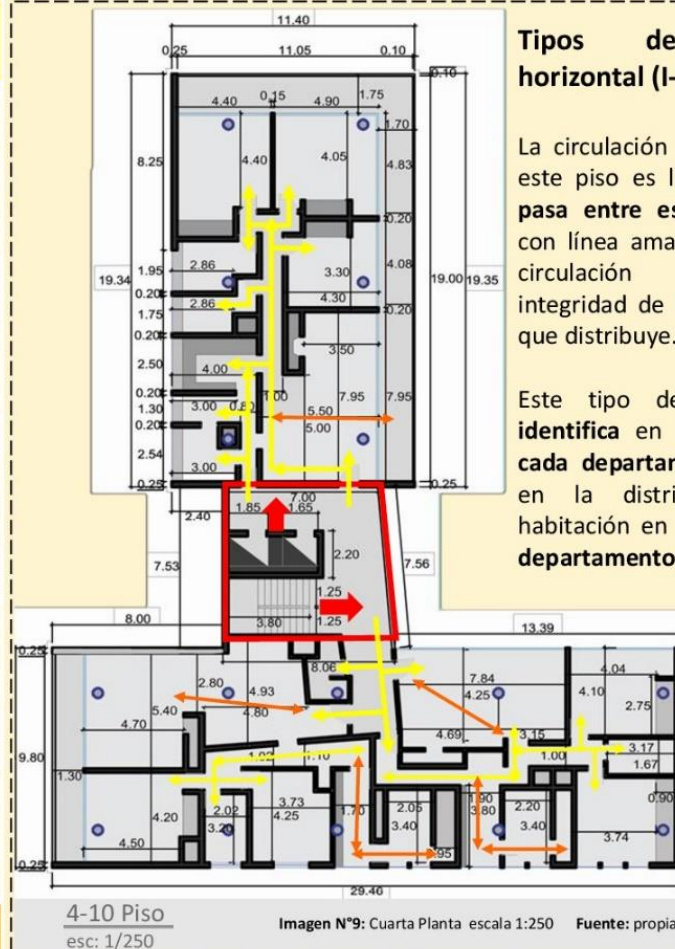 11.40
0.25 11.05 0.10
0.10
4.40 0.15 4.90 1.75
1.70
8.25 4.40 4.05 4.83
0.20
1.95 2.86 3.30 4.08
19.34 4.30 19.00 19.35
0.20 2.86 0.20
1.75
0.20 3.50
2.50 4.00
0.20 1.00 7.95 7.95
1.30 3.00 5.50
0.20 5.00
2.54
3.00
0.25 0.25
7.00
2.40 1.85 1.65
7.53 2.20 7.56
1.25
3.80 1.25
8.00 13.39
0.25 8.06
2.80 4.93 7.84 4.04
4.70 5.40 4.80 4.25 4.10 2.75
4.69 3.15
9.80 1.10 1.00 3.17
1.30 1.67
3.73 1.70 2.05 1.90 2.20 0.90
4.20 2.02 4.25 3.40 3.80 3.40
4.50 3.20 3.74
0.25
29.46
Tipos de
horizontal (I-
La circulación
este piso es l
pasa entre es
con línea ama
circulación
integridad de
que distribuye.
Este tipo de
identifica en
cada departar
en la distri
habitación en
departamento
4-10 Piso
esc: 1/250
Imagen N°9: Cuarta Planta escala 1:250 Fuente: propia